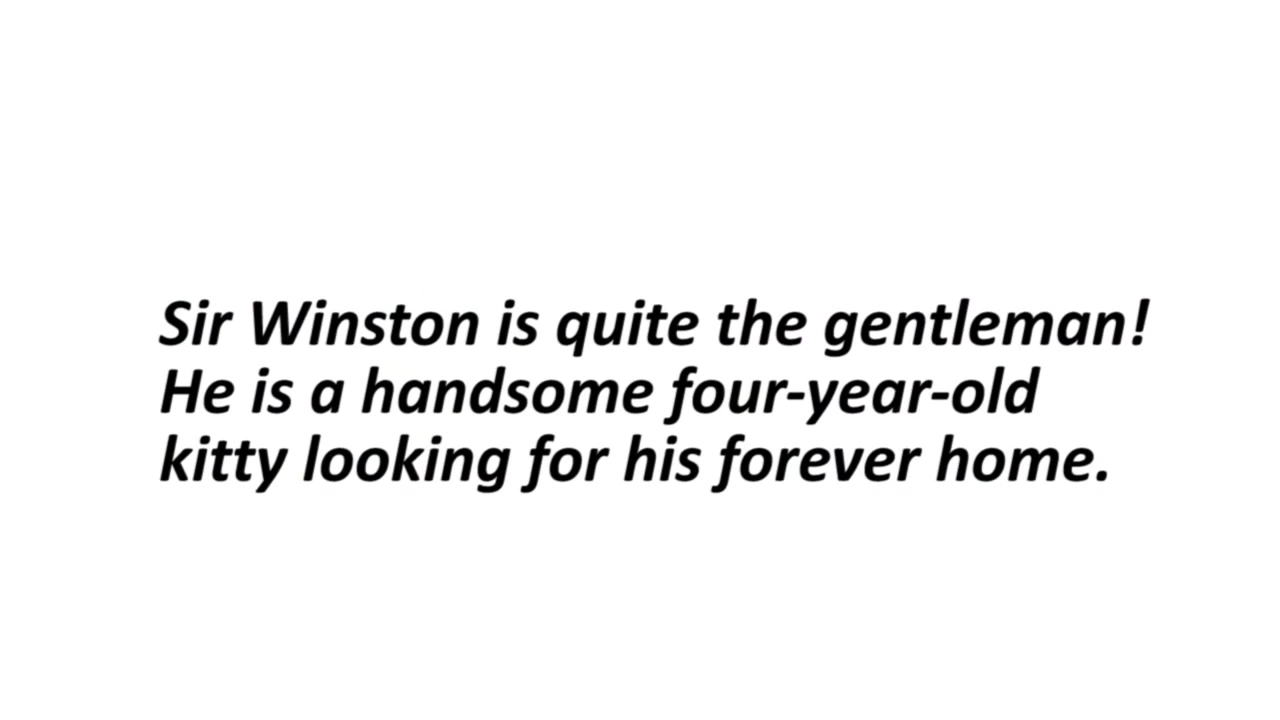 Sir Winston is quite the gentleman!
He is a handsome four-year-old
kitty looking for his forever home.